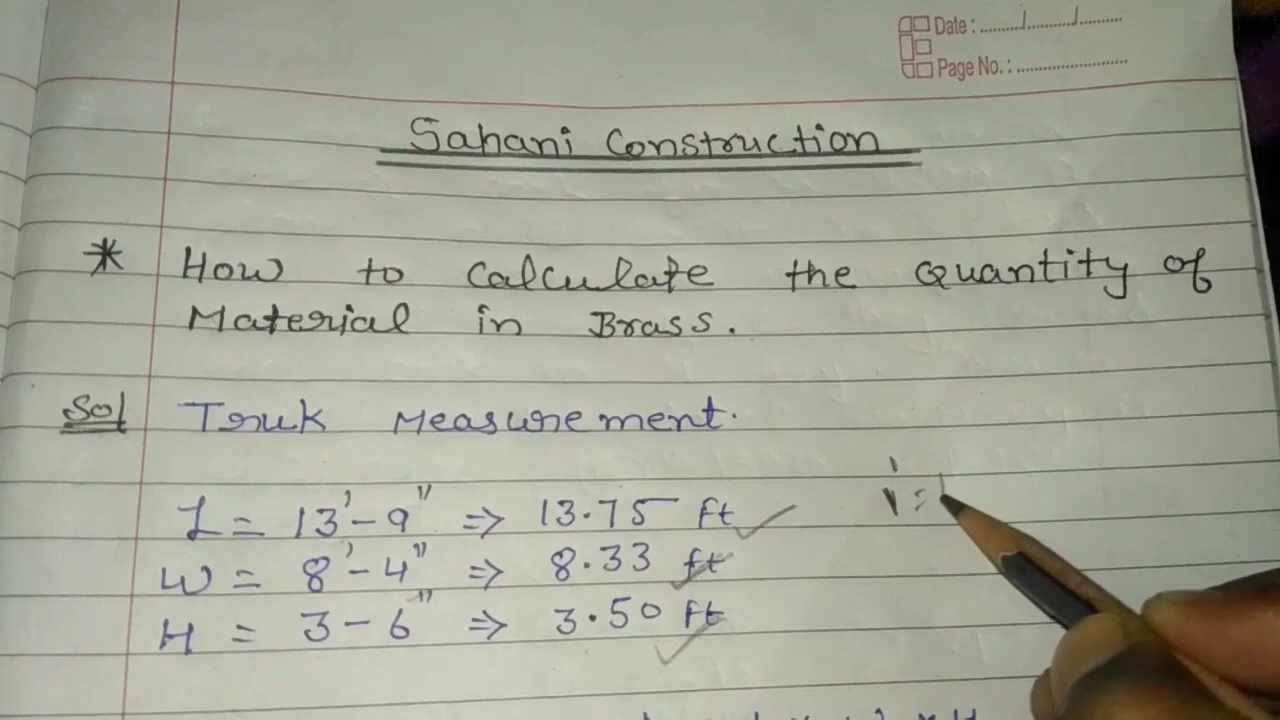 Date : ........../........../..........
Page No. : ..........................
Sahani Construction
* How to Calculate the Quantity of
Material in Brass.
Sol Truk Measurement.
L = 13'-9" ⇒ 13.75 ft ✓
W = 8'-4" ⇒ 8.33 ft ✓
H = 3-6" ⇒ 3.50 ft ✓